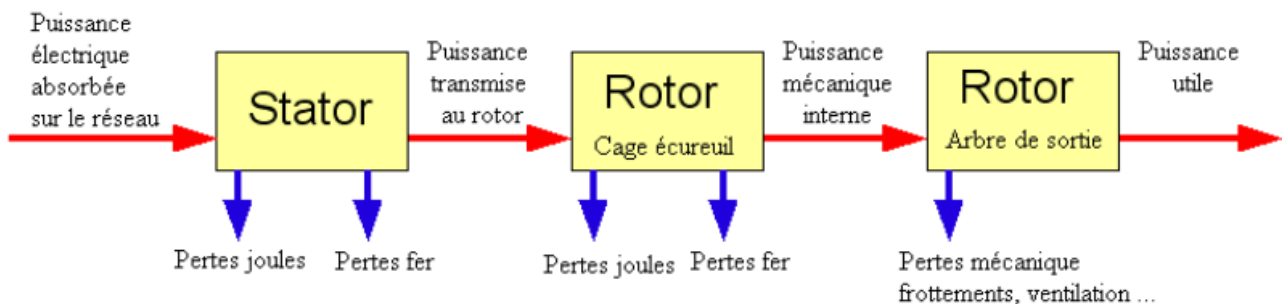 Puissance
électrique
absorbée
sur le réseau
Stator
Pertes joules
Pertes fer
Puissance
transmise
au rotor
Rotor
Cage écureuil
Pertes joules
Pertes fer
Puissance
mécanique
interne
Rotor
Arbre de sortie
Pertes mécanique
frottements, ventilation ...
Puissance
utile